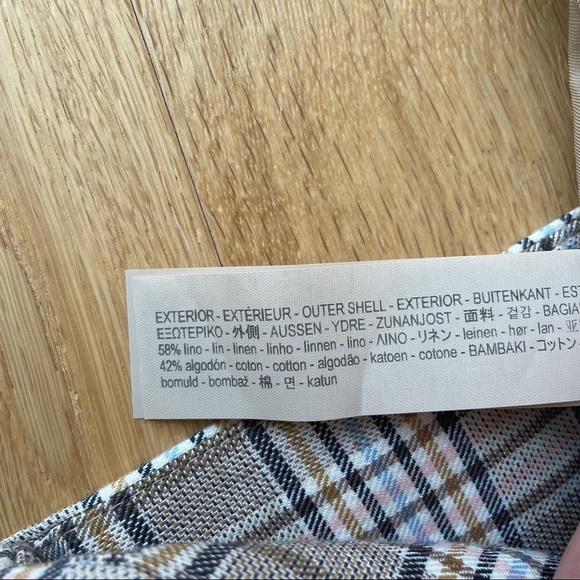 EXTERIOR - EXTÉRIEUR - OUTER SHELL - EXTERIOR - BUITENKANT - EST
ΕΞΩΤΕΡΙΚΟ - 外側 - AUSSEN - YDRE - ZUNANJOST - 面料 - 겉감 - BAGIA
58% lino - lin - linen - linho - linnen - lino - ΛΙΝΟ - リネン - leinen - hør - lan - 亚
42% algodón - coton - cotton - algodão - katoen - cotone - ΒΑΜΒΑΚΙ - コットン
bomuld - bombaž - 棉 - 면 - katun